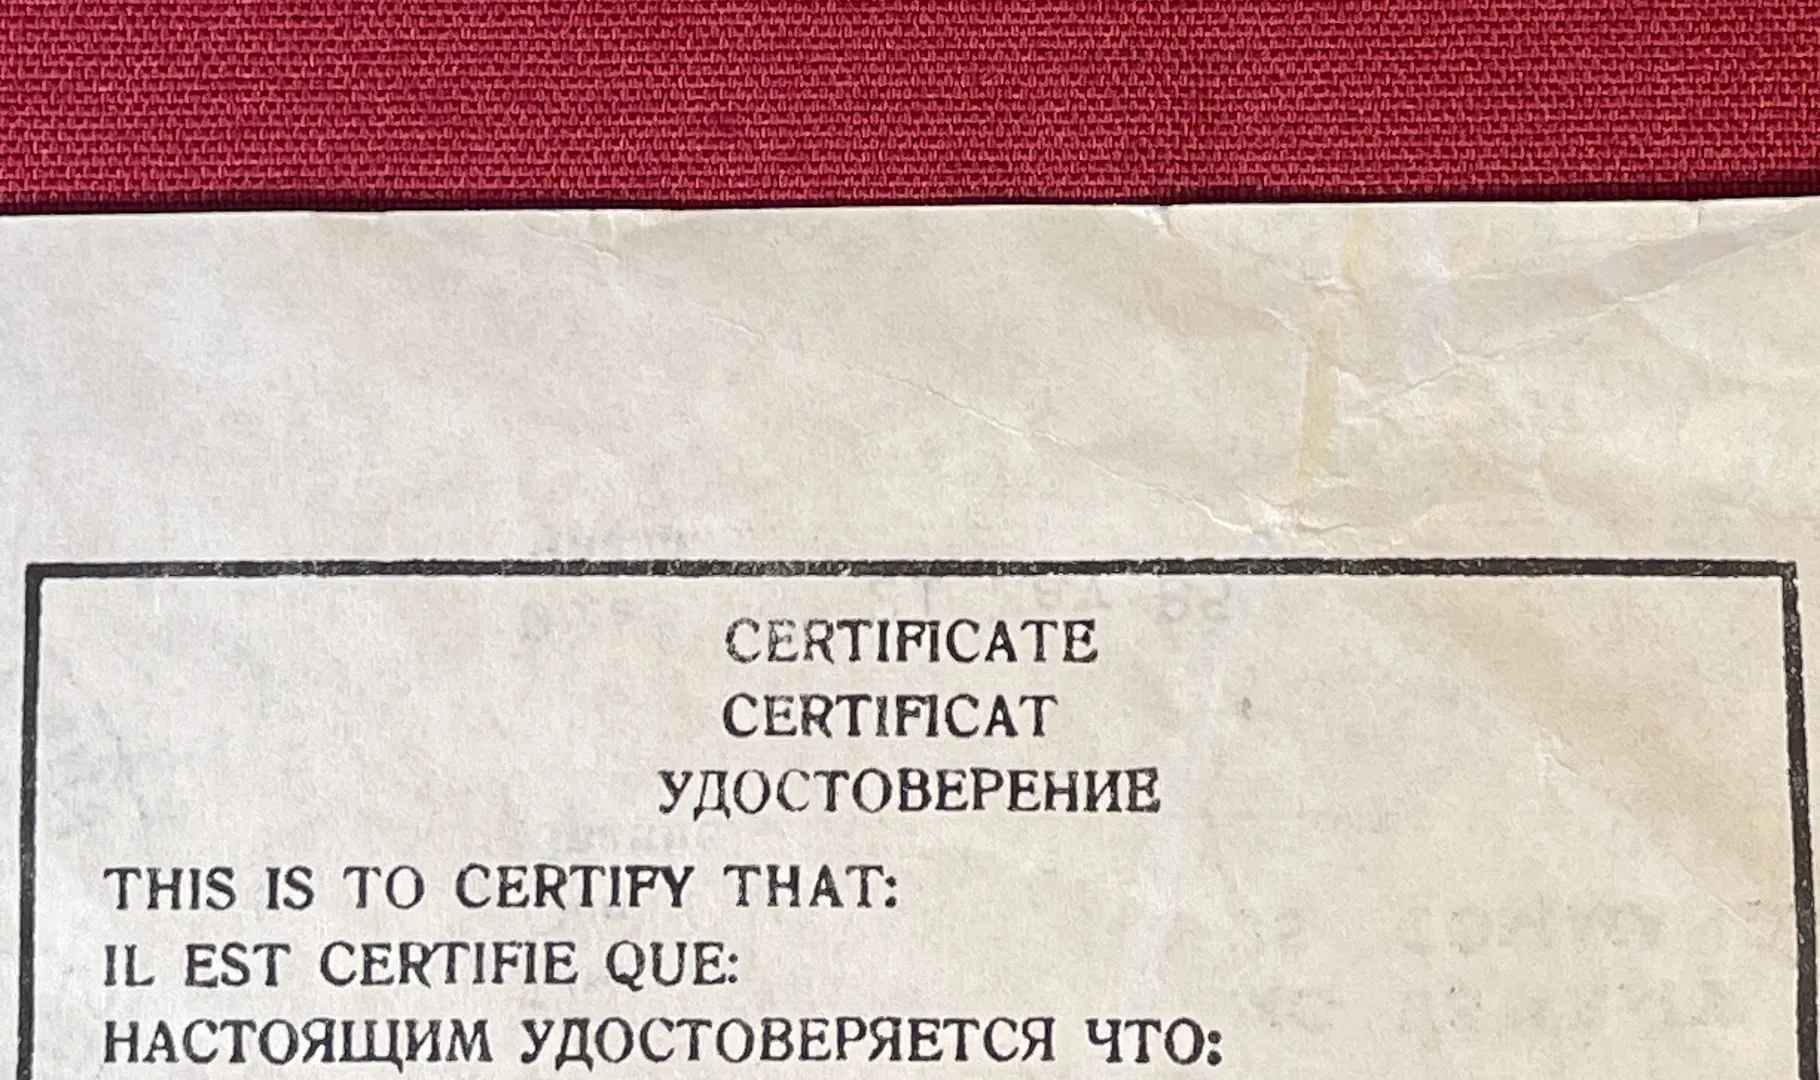 CERTIFICATE
CERTIFICAT
УДОСТОВЕРЕНИЕ
THIS IS TO CERTIFY THAT:
IL EST CERTIFIE QUE:
НАСТОЯЩИМ УДОСТОВЕРЯЕТСЯ ЧТО: